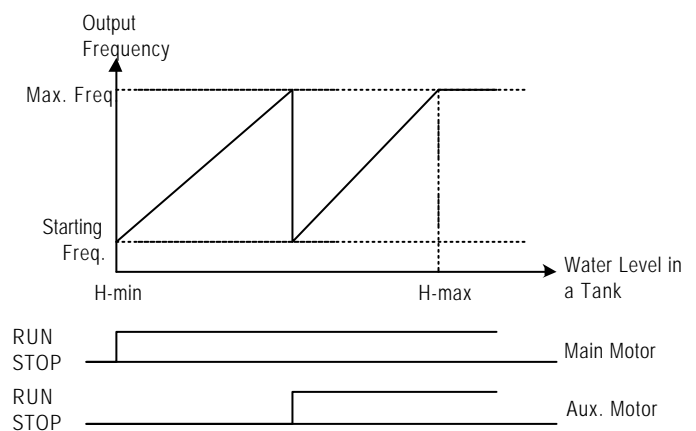 Output
Frequency
Max. Freq.
Starting
Freq.
Water Level in
a Tank
H-min
H-max
RUN
STOP
Main Motor
RUN
STOP
Aux. Motor